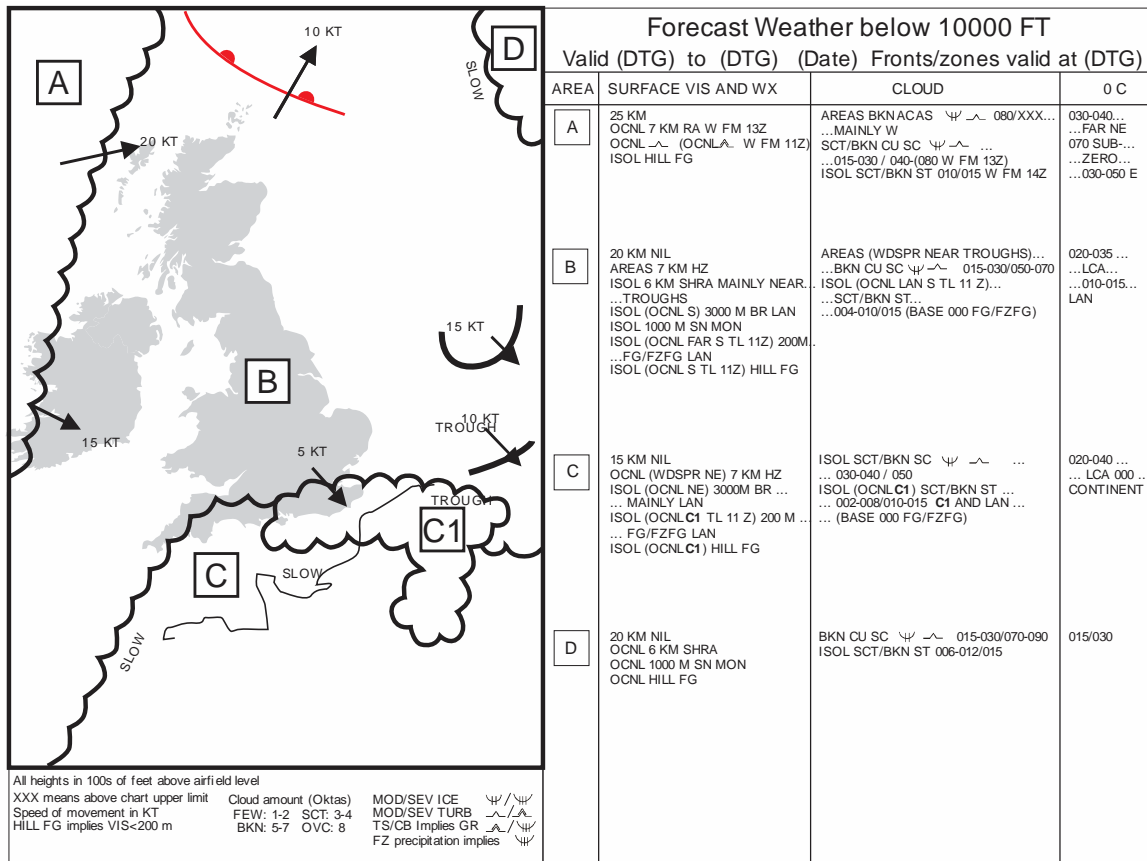 10 KT
D
SLOW
A
20 KT
15 KT
B
10 KT
TROUGH
15 KT
5 KT
TROUGH
C1
SLOW
C
SLOW
Forecast Weather below 10000 FT
Valid (DTG) to (DTG) (Date) Fronts/zones valid at (DTG)
AREA SURFACE VIS AND WX CLOUD 0 C
A
25 KM
OCNL 7 KM RA W FM 13Z
OCNL (OCNL W FM 11Z)
ISOL HILL FG
AREAS BKN ACAS 080/XXX...
...MAINLY W
SCT/BKN CU SC ...
...015-030 / 040-(080 W FM 13Z)
ISOL SCT/BKN ST 010/015 W FM 14Z
030-040...
...FAR NE
070 SUB-...
...ZERO...
...030-050 E
B
20 KM NIL
AREAS 7 KM HZ
ISOL 6 KM SHRA MAINLY NEAR...
...TROUGHS
ISOL (OCNL S) 3000 M BR LAN
ISOL 1000 M SN MON
ISOL (OCNL FAR S TL 11Z) 200M...
...FG/FZFG LAN
ISOL (OCNL S TL 11Z) HILL FG
AREAS (WDSPR NEAR TROUGHS)...
...BKN CU SC 015-030/050-070
ISOL (OCNL LAN S TL 11 Z)...
...SCT/BKN ST...
...004-010/015 (BASE 000 FG/FZFG)
020-035 ...
...LCA...
...010-015...
LAN
C
15 KM NIL
OCNL (WDSPR NE) 7 KM HZ
ISOL (OCNL NE) 3000M BR ...
... MAINLY LAN
ISOL (OCNL C1 TL 11 Z) 200 M ...
... FG/FZFG LAN
ISOL (OCNL C1) HILL FG
ISOL SCT/BKN SC ...
... 030-040 / 050
ISOL (OCNL C1) SCT/BKN ST ...
... 002-008/010-015 C1 AND LAN ...
... (BASE 000 FG/FZFG)
020-040 ...
... LCA 000 ...
CONTINENT
D
20 KM NIL
OCNL 6 KM SHRA
OCNL 1000 M SN MON
OCNL HILL FG
BKN CU SC 015-030/070-090
ISOL SCT/BKN ST 006-012/015
015/030
All heights in 100s of feet above airfield level
XXX means above chart upper limit
Speed of movement in KT
HILL FG implies VIS<200 m
Cloud amount (Oktas)
FEW: 1-2 SCT: 3-4
BKN: 5-7 OVC: 8
MOD/SEV ICE /
MOD/SEV TURB /
TS/CB Implies GR /
FZ precipitation implies